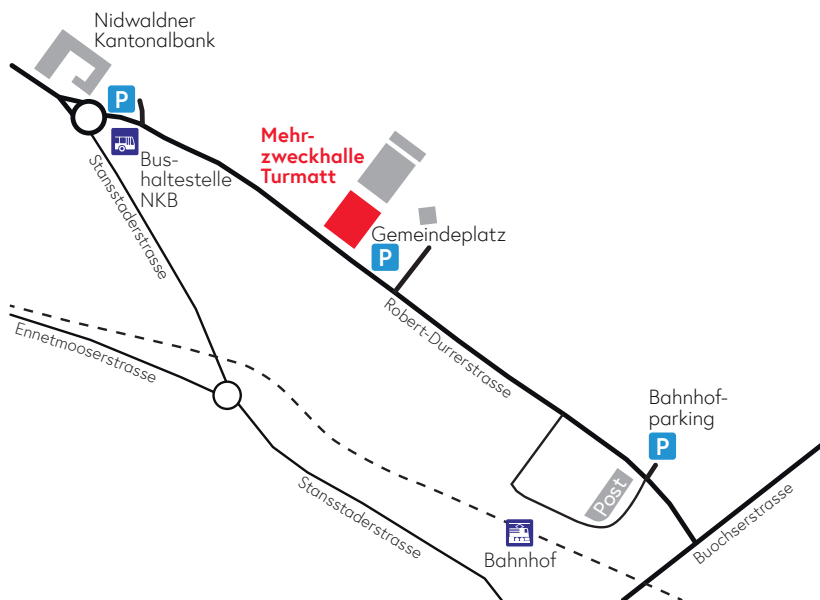 Nidwaldner
Kantonalbank
P
Bus-
haltestelle
NKB
Stansstaderstrasse
Mehr-
zweckhalle
Turmatt
Gemeindeplatz
P
Robert-Durrerstrasse
Ennetmooserstrasse
Bahnhof-
parking
P
Post
Stansstaderstrasse
Bahnhof
Buochserstrasse